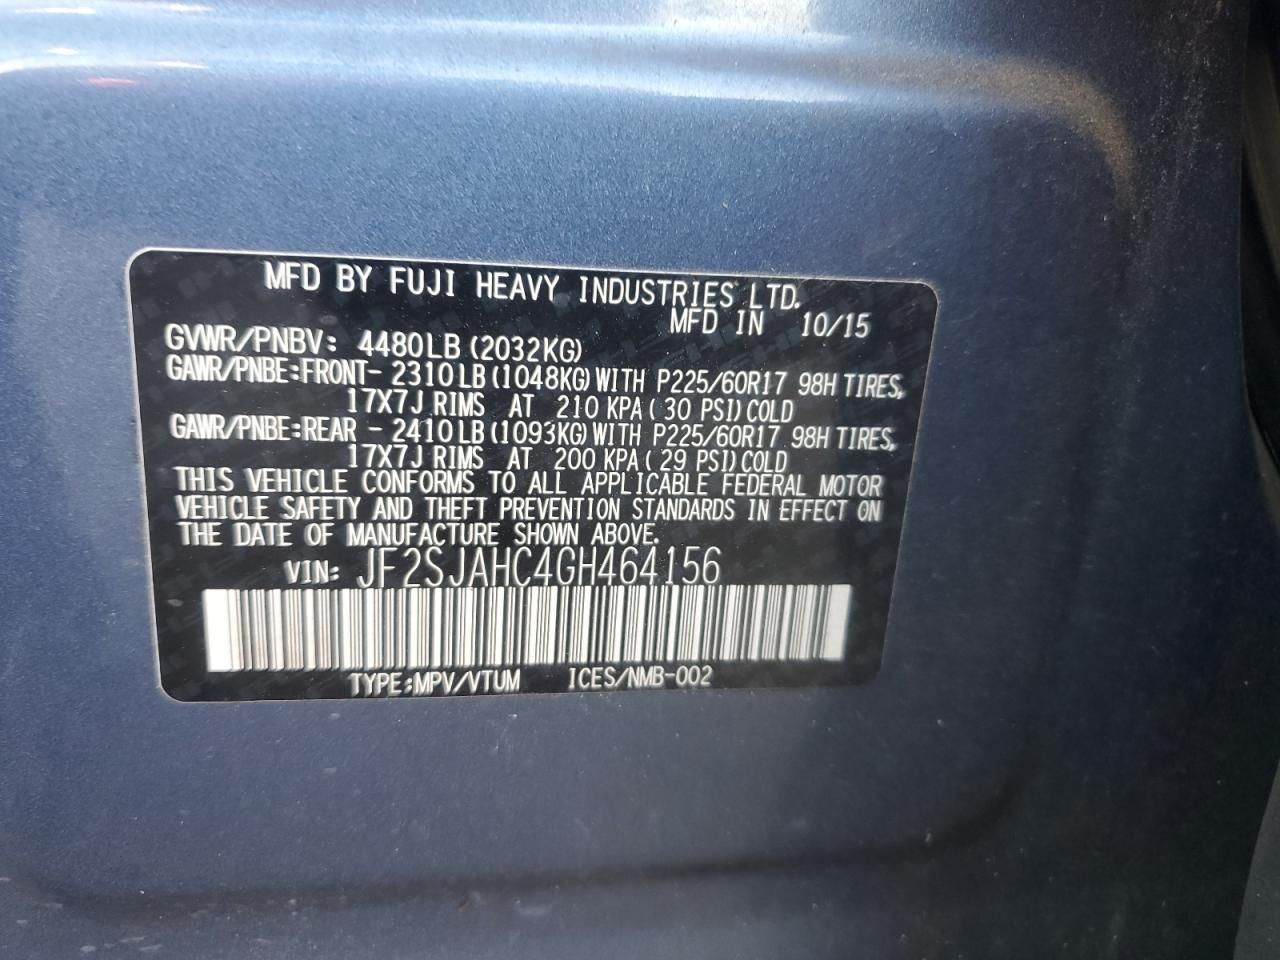 MFD BY FUJI HEAVY INDUSTRIES LTD.
MFD IN 10/15
GVWR/PNBV: 4480LB (2032KG)
GAWR/PNBE:FRONT- 2310LB (1048KG) WITH P225/60R17 98H TIRES,
17X7J RIMS AT 210 KPA ( 30 PSI) COLD
GAWR/PNBE:REAR - 2410LB (1093KG) WITH P225/60R17 98H TIRES,
17X7J RIMS AT 200 KPA ( 29 PSI) COLD
THIS VEHICLE CONFORMS TO ALL APPLICABLE FEDERAL MOTOR
VEHICLE SAFETY AND THEFT PREVENTION STANDARDS IN EFFECT ON
THE DATE OF MANUFACTURE SHOWN ABOVE.
VIN: JF2SJAHC4GH464156
TYPE:MPV/VTUM ICES/NMB-002